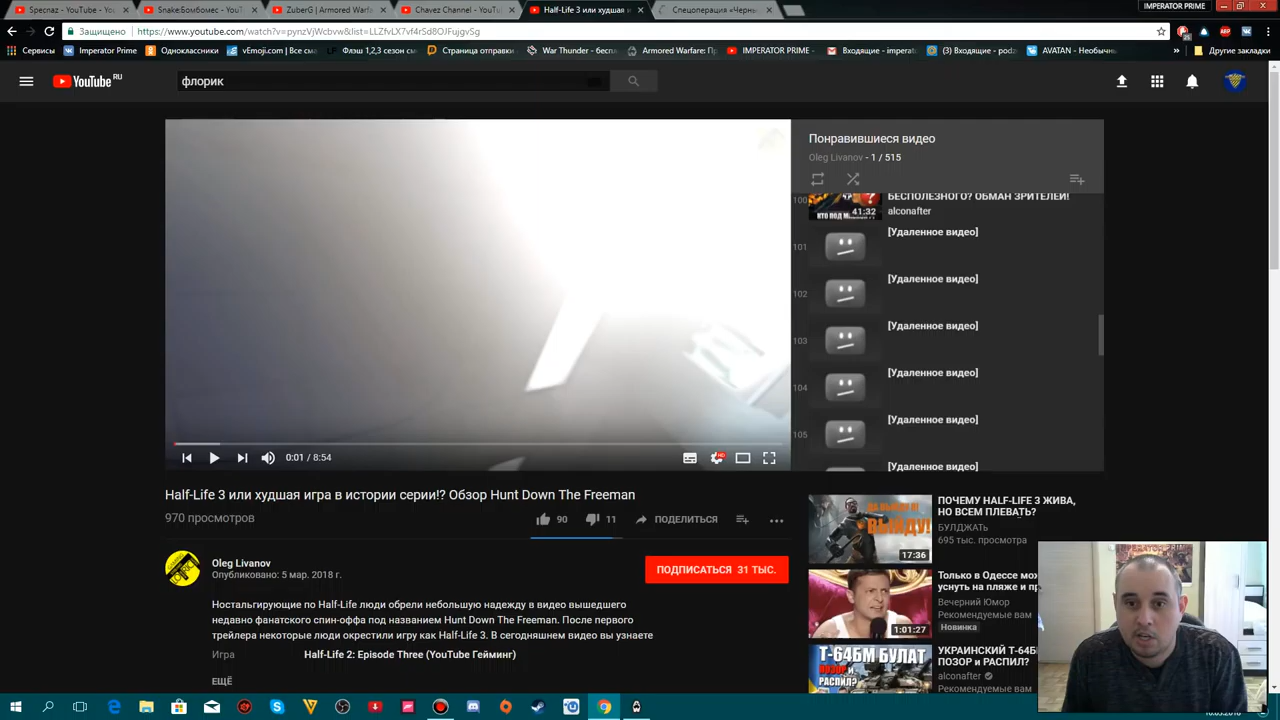 Specnaz - YouTube - You
Snake:Бомбомес - YouT
ZuberG | Armored Warfa
Chavez Channel - YouTu
Half-Life 3 или худшая и
Спецоперация «Черны
IMPERATOR PRIME
Защищено
https://www.youtube.com/watch?v=pynzVjWcbvw&list=LLZfvLX7vf4rSd8OJFujgvSg
Сервисы
Imperator Prime
Одноклассники
vEmoji.com | Все сма
Флэш 1,2,3 сезон смот
Страница отправки
War Thunder - беспл
Armored Warfare: Пр
IMPERATOR PRIME -
Входящие - imperat
(3) Входящие - podz
AVATAN - Необычн
Другие закладки
YouTube RU
флорик
Понравившиеся видео
Oleg Livanov - 1 / 515
100
БЕСПОЛЕЗНОГО? ОБМАН ЗРИТЕЛЕЙ!
41:32
alconafter
101
[Удаленное видео]
102
[Удаленное видео]
103
[Удаленное видео]
104
[Удаленное видео]
105
[Удаленное видео]
[Удаленное видео]
0:01 / 8:54
HD
Half-Life 3 или худшая игра в истории серии!? Обзор Hunt Down The Freeman
970 просмотров
90
11
ПОДЕЛИТЬСЯ
Oleg Livanov
Опубликовано: 5 мар. 2018 г.
ПОДПИСАТЬСЯ 31 ТЫС.
Ностальгирующие по Half-Life люди обрели небольшую надежду в видео вышедшего
недавно фанатского спин-оффа под названием Hunt Down The Freeman. После первого
трейлера некоторые люди окрестили игру как Half-Life 3. В сегодняшнем видео вы узнаете
Игра
Half-Life 2: Episode Three (YouTube Гейминг)
ЕЩЁ
ПОЧЕМУ HALF-LIFE 3 ЖИВА,
НО ВСЕМ ПЛЕВАТЬ?
БУЛДЖАТЬ
695 тыс. просмотра
17:36
Только в Одессе мо
уснуть на пляже и п
Вечерний Юмор
Рекомендуемые вам
Новинка
1:01:27
УКРАИНСКИЙ Т-64Б
ПОЗОР и РАСПИЛ?
alconafter
Рекомендуемые вам
Т-64БМ БУЛАТ
ПОЗОР
РАСПИЛ?